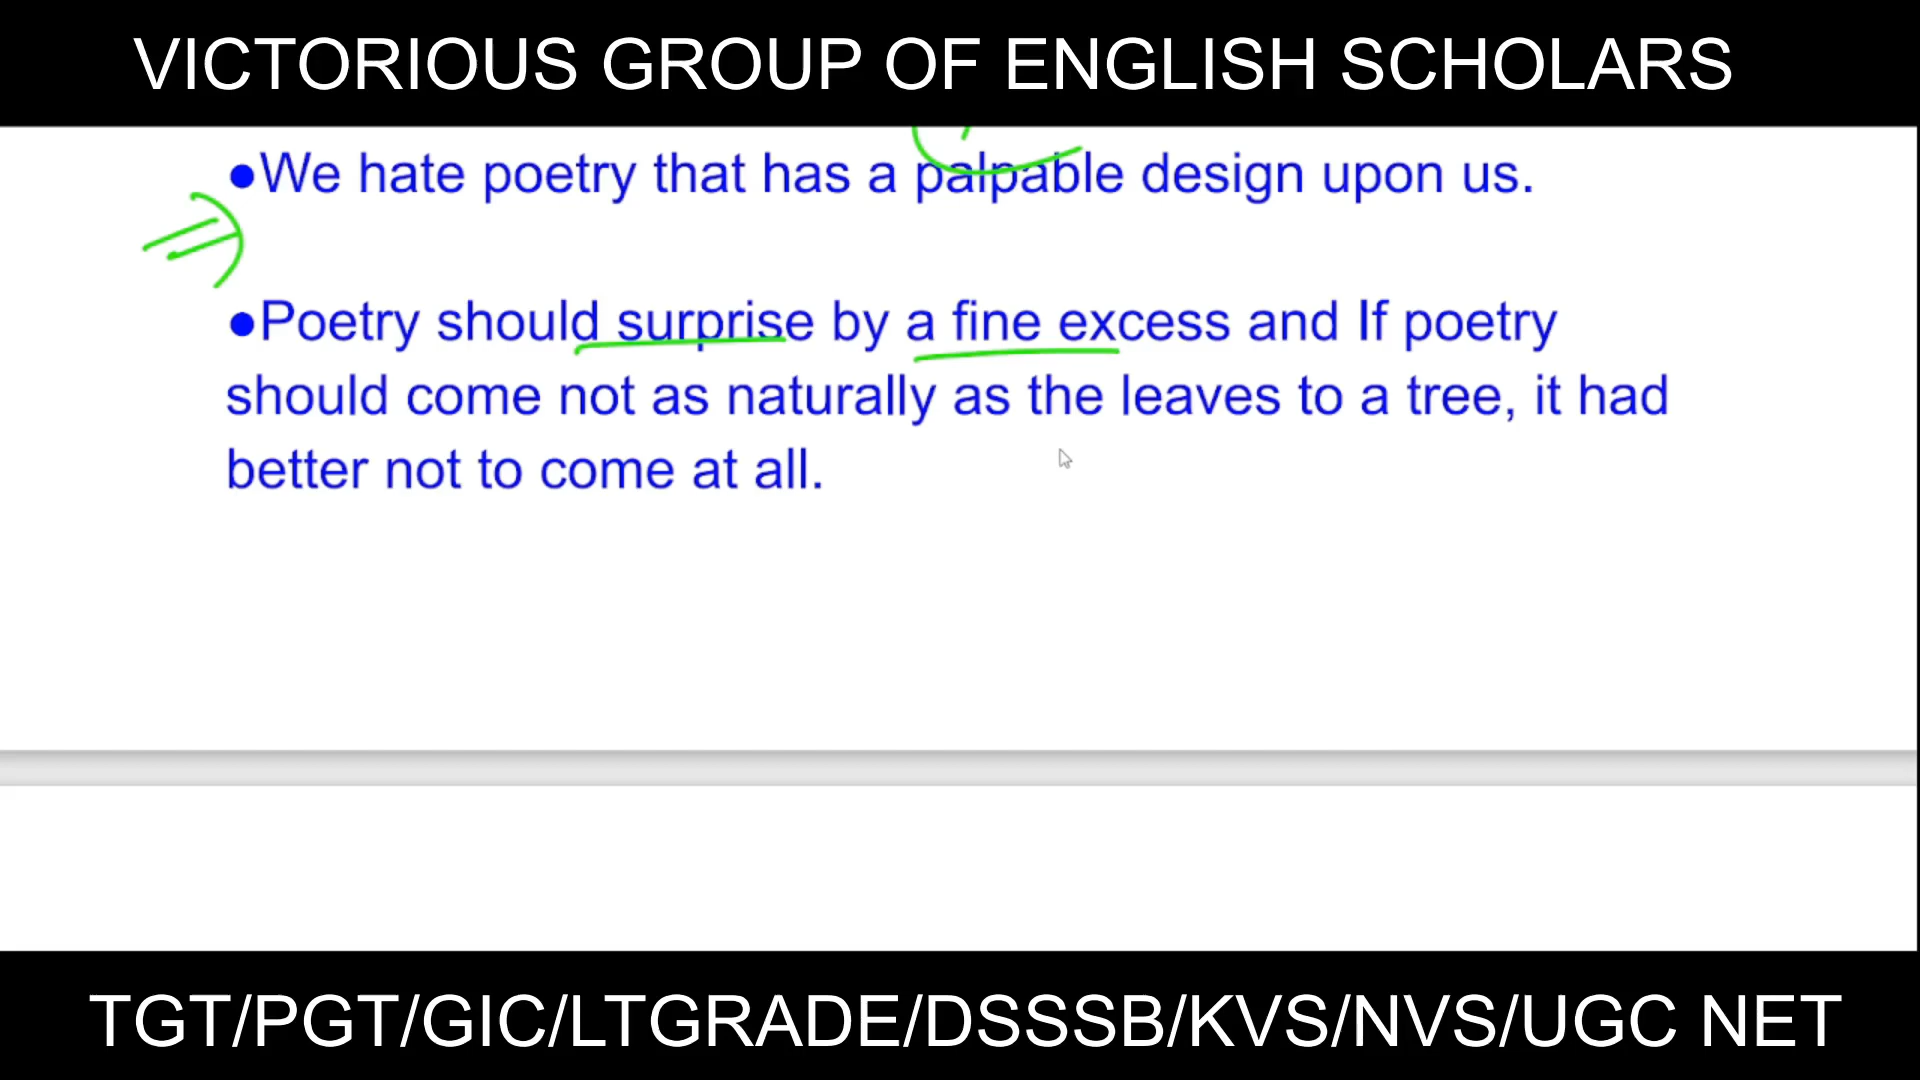 VICTORIOUS GROUP OF ENGLISH SCHOLARS
●We hate poetry that has a palpable design upon us.
●Poetry should surprise by a fine excess and If poetry
should come not as naturally as the leaves to a tree, it had
better not to come at all.
TGT/PGT/GIC/LTGRADE/DSSSB/KVS/NVS/UGC NET